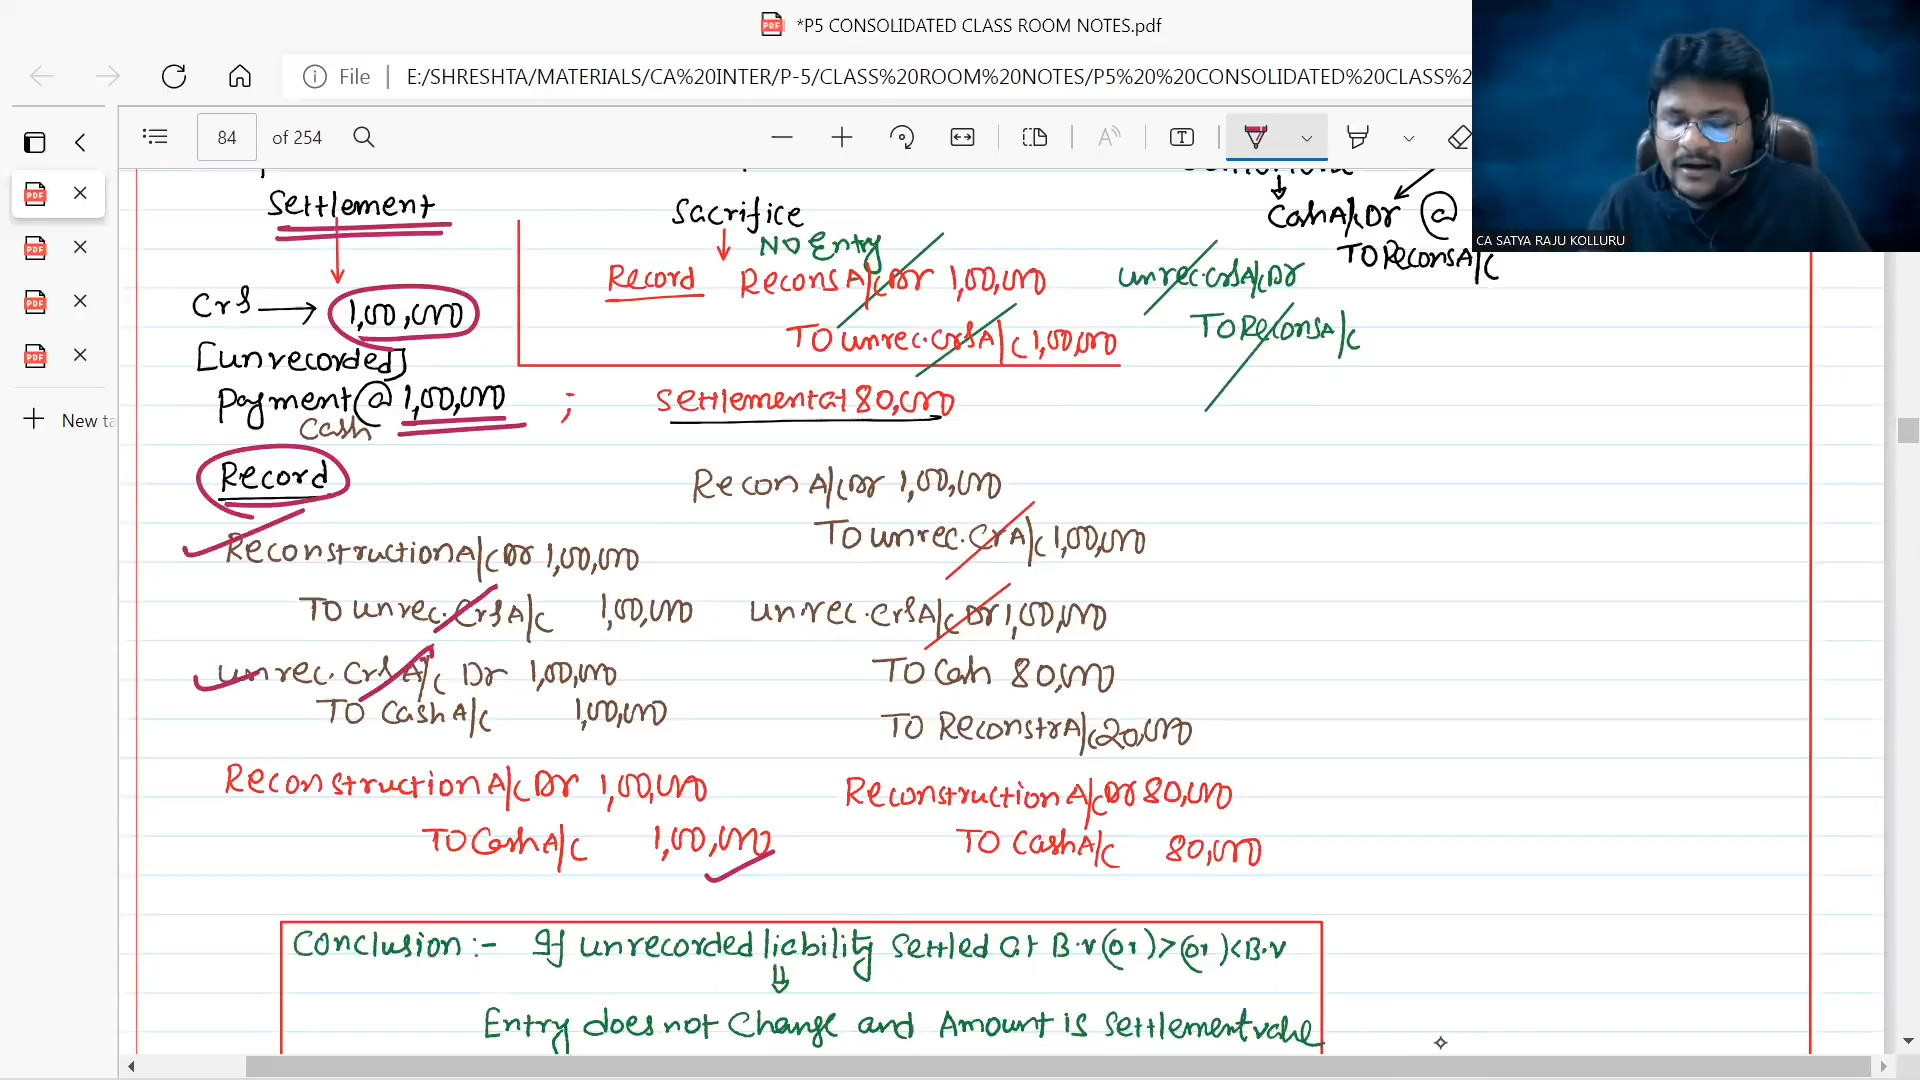 *P5 CONSOLIDATED CLASS ROOM NOTES.pdf
File
E:/SHRESHTA/MATERIALS/CA%20INTER/P-5/CLASS%20ROOM%20NOTES/P5%20%20CONSOLIDATED%20CLASS%2
84 of 254
CA SATYA RAJU KOLLURU
New ta
Settlement
Sacrifice
Cash A/c Dr @
NO Entry
TO Recons A/c
Record Recons A/c Dr 1,00,000
unrec. Crs A/c Dr
Crs → 1,00,000
TO unrec. Crs A/c 1,00,000
TO Recons A/c
[unrecorded]
Payment @ 1,00,000 ; Settlement at 80,000
Cash
Record
Recon A/c Dr 1,00,000
TO unrec. Cr A/c 1,00,000
Reconstruction A/c Dr 1,00,000
TO unrec. Crs A/c 1,00,000
unrec. Crs A/c Dr 1,00,000
unrec. Crs A/c Dr 1,00,000
TO Cash 80,000
TO Cash A/c 1,00,000
TO Reconstr A/c 20,000
Reconstruction A/c Dr 1,00,000
Reconstruction A/c Dr 80,000
TO Cash A/c 1,00,000
TO Cash A/c 80,000
Conclusion :- If unrecorded liability Settled at B.v (or) > (or) < B.v
Entry does not Change and Amount is Settlement value